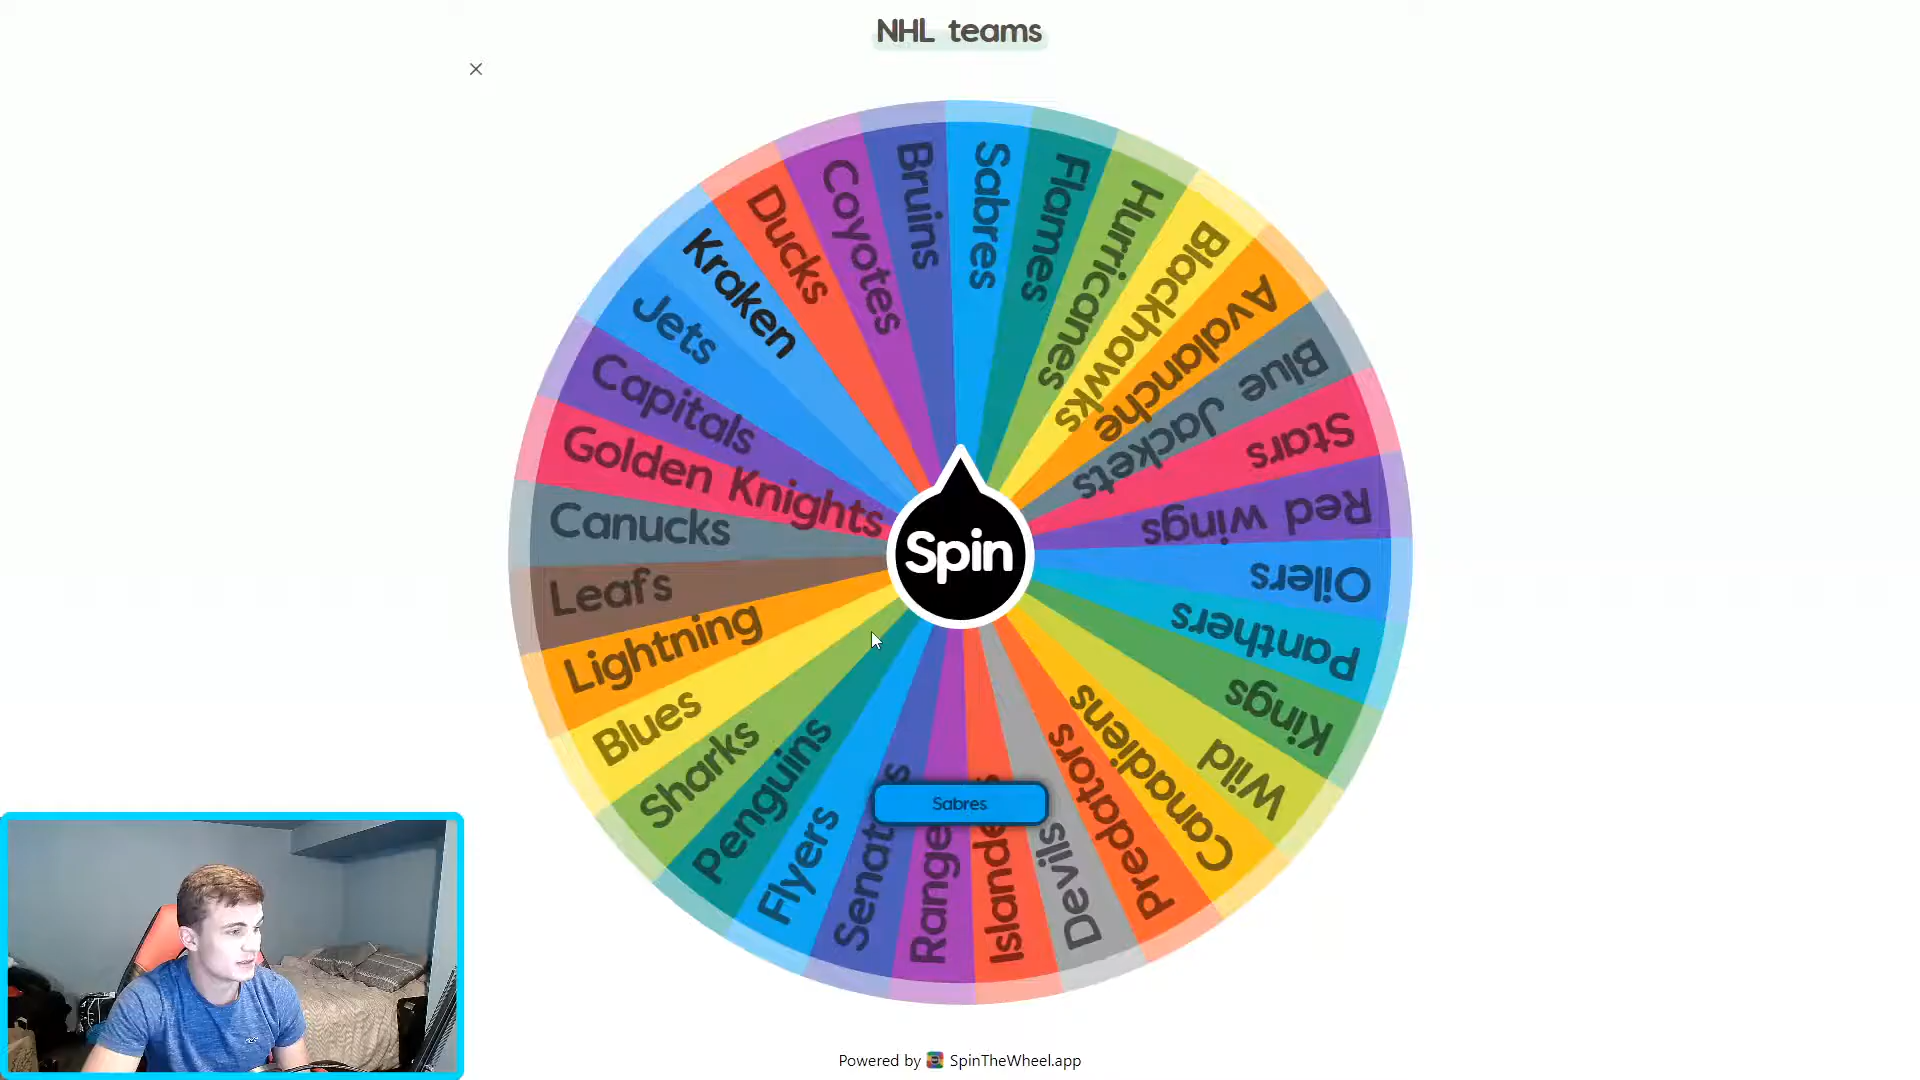 NHL teams
Sabres
Flames
Hurricanes
Blackhawks
Avalanche
Blue Jackets
Stars
Red Wings
Oilers
Panthers
Kings
Wild
Canadiens
Predators
Devils
Range
Senat
Flyers
Penguins
Sharks
Blues
Lightning
Leafs
Canucks
Golden Knights
Capitals
Jets
Kraken
Ducks
Coyotes
Bruins
Spin
Sabres
Powered by SpinTheWheel.app